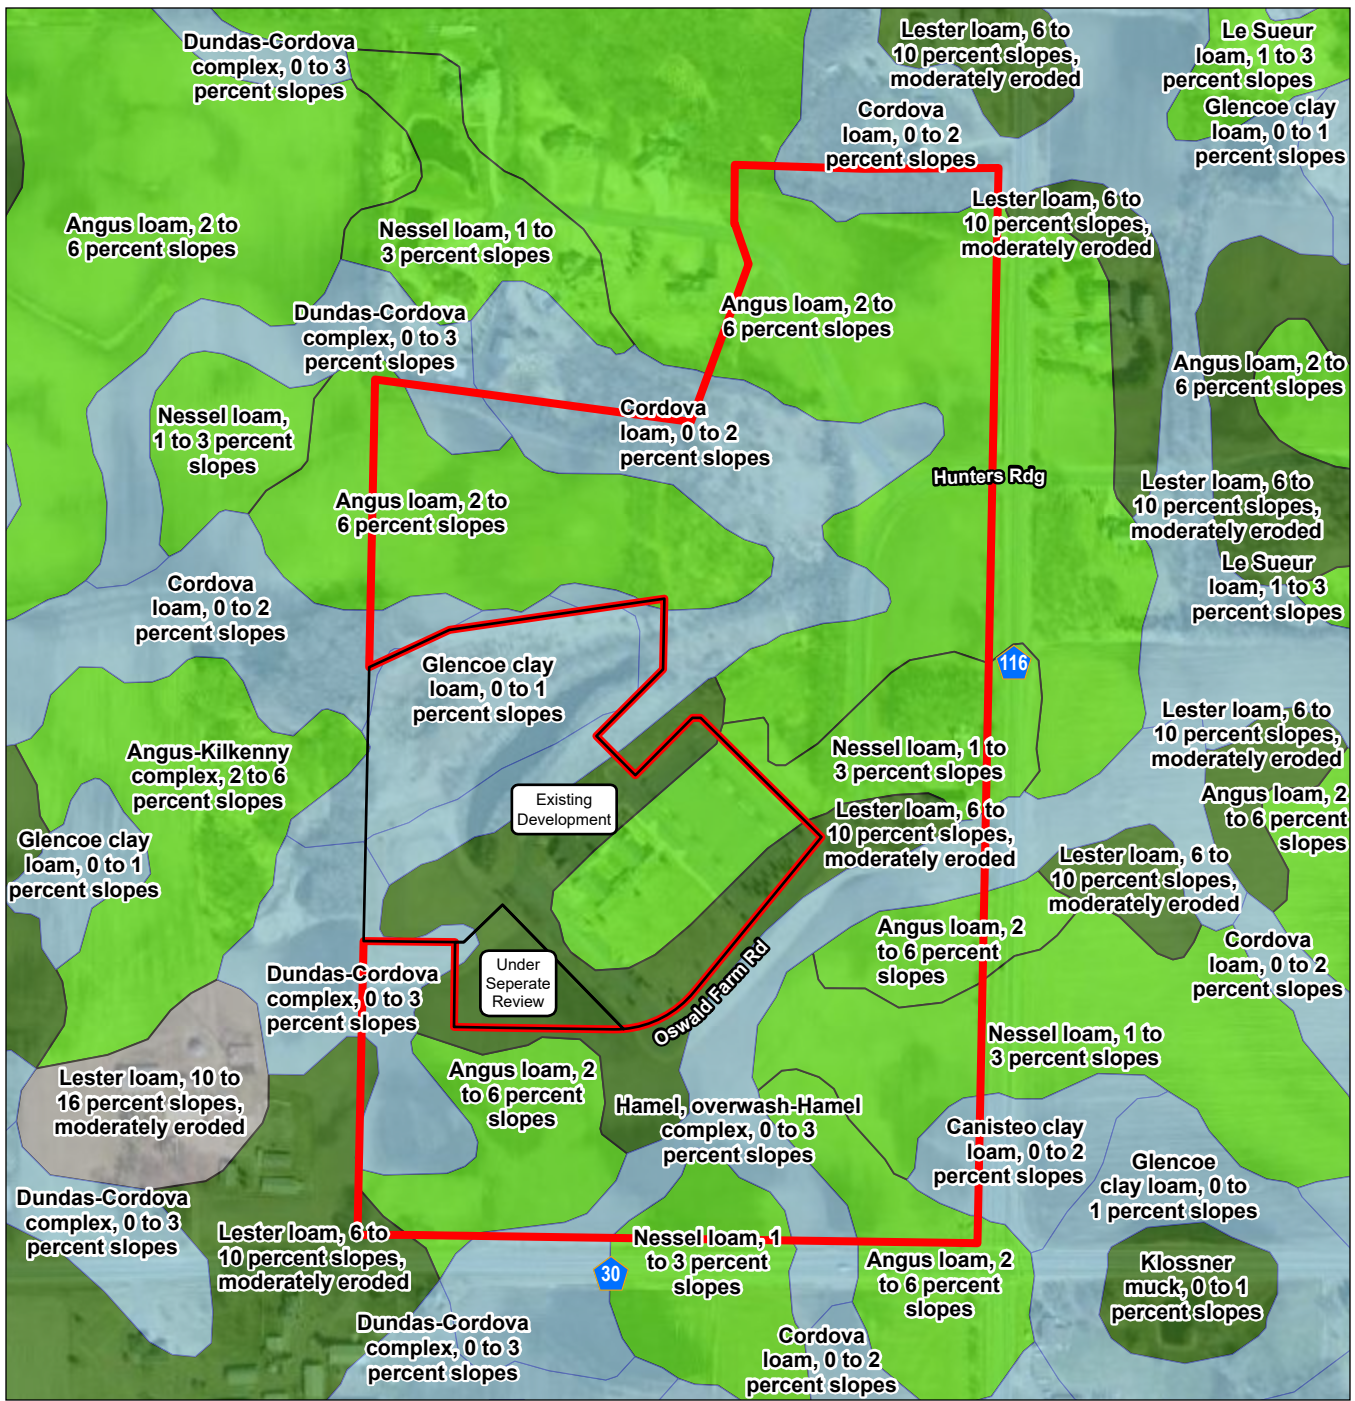 Dundas-Cordova
complex, 0 to 3
percent slopes
Lester loam, 6 to
10 percent slopes,
moderately eroded
Le Sueur
loam, 1 to 3
percent slopes
Cordova
loam, 0 to 2
percent slopes
Glencoe clay
loam, 0 to 1
percent slopes
Angus loam, 2 to
6 percent slopes
Nessel loam, 1 to
3 percent slopes
Lester loam, 6 to
10 percent slopes,
moderately eroded
Dundas-Cordova
complex, 0 to 3
percent slopes
Angus loam, 2 to
6 percent slopes
Angus loam, 2 to
6 percent slopes
Nessel loam,
1 to 3 percent
slopes
Cordova
loam, 0 to 2
percent slopes
Hunters Rdg
Angus loam, 2 to
6 percent slopes
Lester loam, 6 to
10 percent slopes,
moderately eroded
Cordova
loam, 0 to 2
percent slopes
Le Sueur
loam, 1 to 3
percent slopes
Glencoe clay
loam, 0 to 1
percent slopes
116
Angus-Kilkenny
complex, 2 to 6
percent slopes
Nessel loam, 1 to
3 percent slopes
Lester loam, 6 to
10 percent slopes,
moderately eroded
Existing
Development
Lester loam, 6 to
10 percent slopes,
moderately eroded
Angus loam, 2
to 6 percent
slopes
Glencoe clay
loam, 0 to 1
percent slopes
Lester loam, 6 to
10 percent slopes,
moderately eroded
Angus loam, 2
to 6 percent
slopes
Cordova
loam, 0 to 2
percent slopes
Dundas-Cordova
complex, 0 to 3
percent slopes
Under
Seperate
Review
Oswald Farm Rd
Nessel loam, 1 to
3 percent slopes
Lester loam, 10 to
16 percent slopes,
moderately eroded
Angus loam, 2
to 6 percent
slopes
Hamel, overwash-Hamel
complex, 0 to 3
percent slopes
Canisteo clay
loam, 0 to 2
percent slopes
Glencoe
clay loam, 0 to
1 percent slopes
Dundas-Cordova
complex, 0 to 3
percent slopes
Lester loam, 6 to
10 percent slopes,
moderately eroded
30
Nessel loam, 1
to 3 percent
slopes
Angus loam, 2
to 6 percent
slopes
Klossner
muck, 0 to 1
percent slopes
Dundas-Cordova
complex, 0 to 3
percent slopes
Cordova
loam, 0 to 2
percent slopes